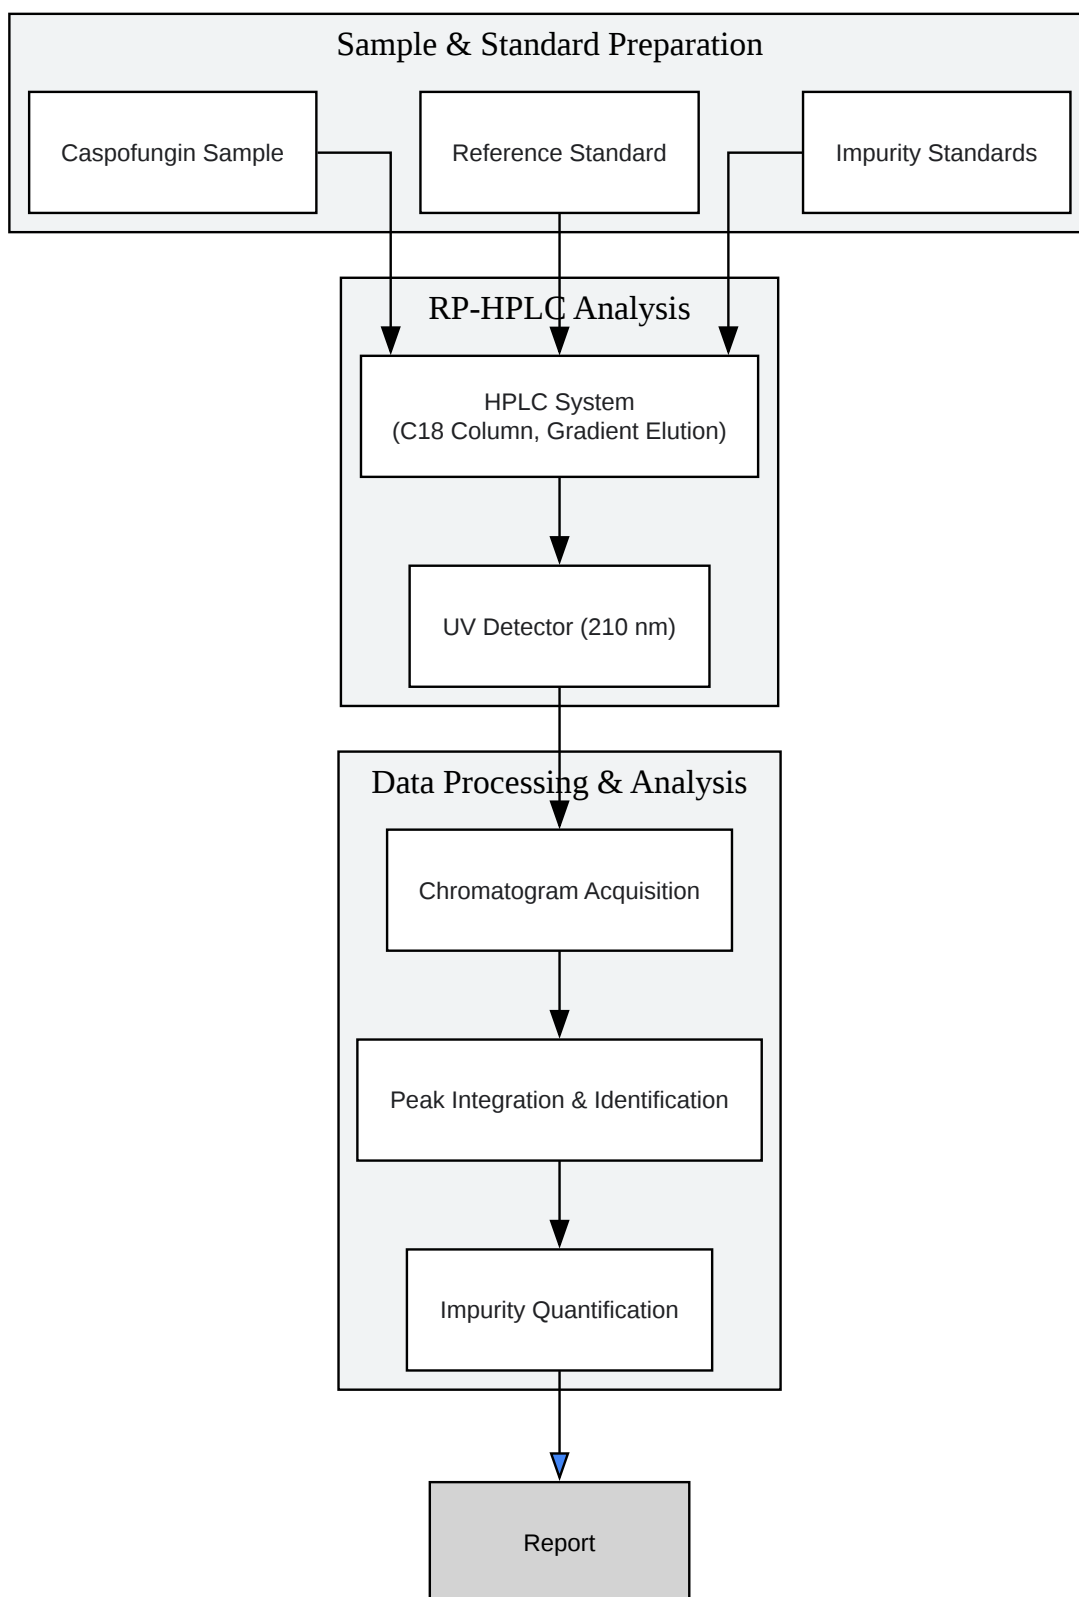 Sample & Standard Preparation
Caspofungin Sample
Reference Standard
Impurity Standards
RP-HPLC Analysis
HPLC System
(C18 Column, Gradient Elution)
UV Detector (210 nm)
Data Processing & Analysis
Chromatogram Acquisition
Peak Integration & Identification
Impurity Quantification
Report